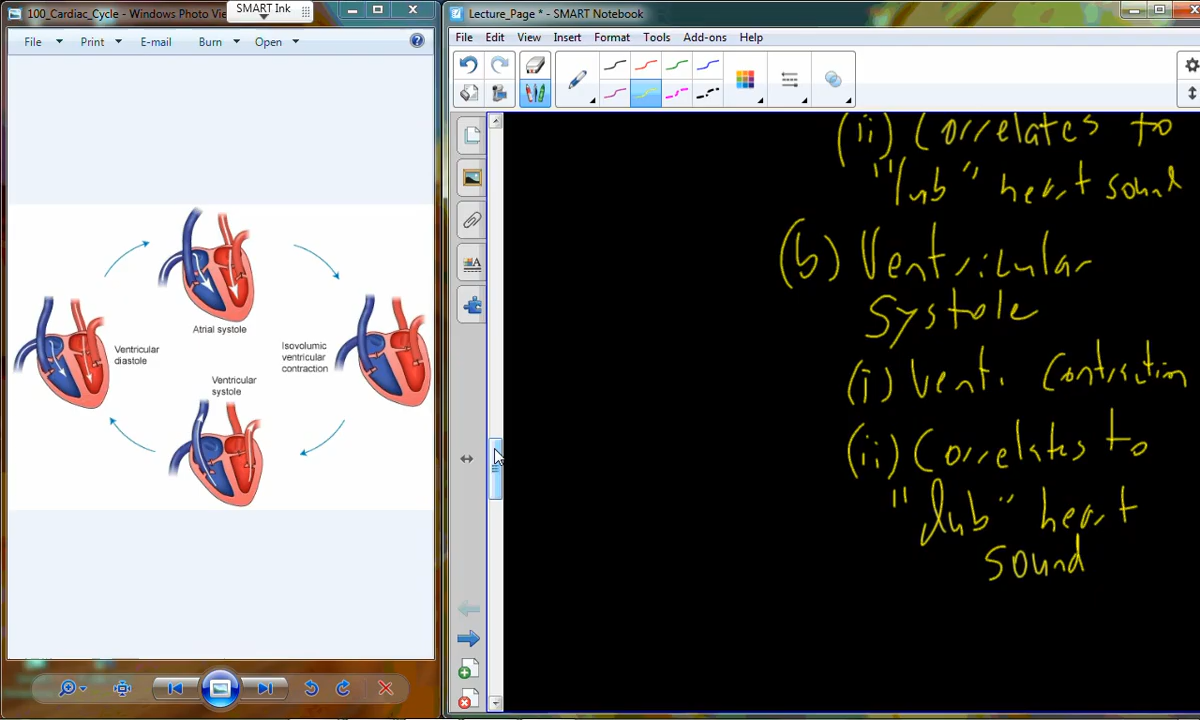 100_Cardiac_Cycle - Windows Photo Vie
SMART Ink
File Print E-mail Burn Open
Atrial systole
Ventricular
diastole
Isovolumic
ventricular
contraction
Ventricular
systole
Lecture_Page * - SMART Notebook
File Edit View Insert Format Tools Add-ons Help
(ii) Correlates to
"lub" heart sound
(b) Ventricular
Systole
(i) Vent. Contraction
(ii) Correlates to
"dub" heart
sound